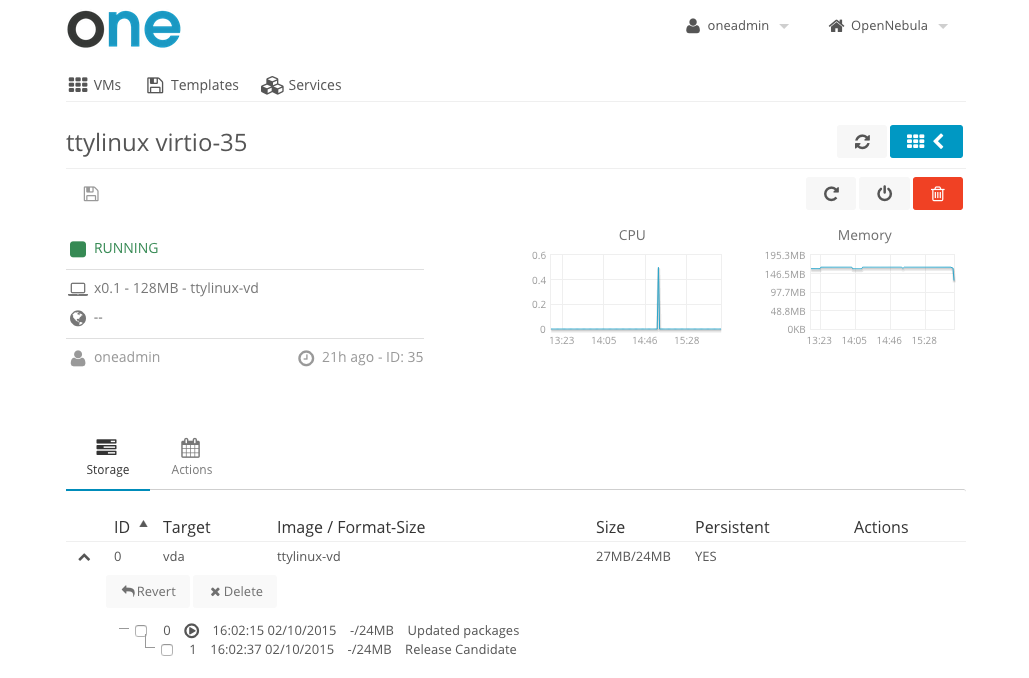 one
oneadmin OpenNebula
VMs Templates Services
ttylinux virtio-35
RUNNING
x0.1 - 128MB - ttylinux-vd
--
oneadmin 21h ago - ID: 35
CPU
0.6
0.4
0.2
0
13:23 14:05 14:46 15:28
Memory
195.3MB
146.5MB
97.7MB
48.8MB
0KB
13:23 14:05 14:46 15:28
Storage Actions
ID Target Image / Format-Size Size Persistent Actions
0 vda ttylinux-vd 27MB/24MB YES
Revert Delete
0 16:02:15 02/10/2015 -/24MB Updated packages
1 16:02:37 02/10/2015 -/24MB Release Candidate